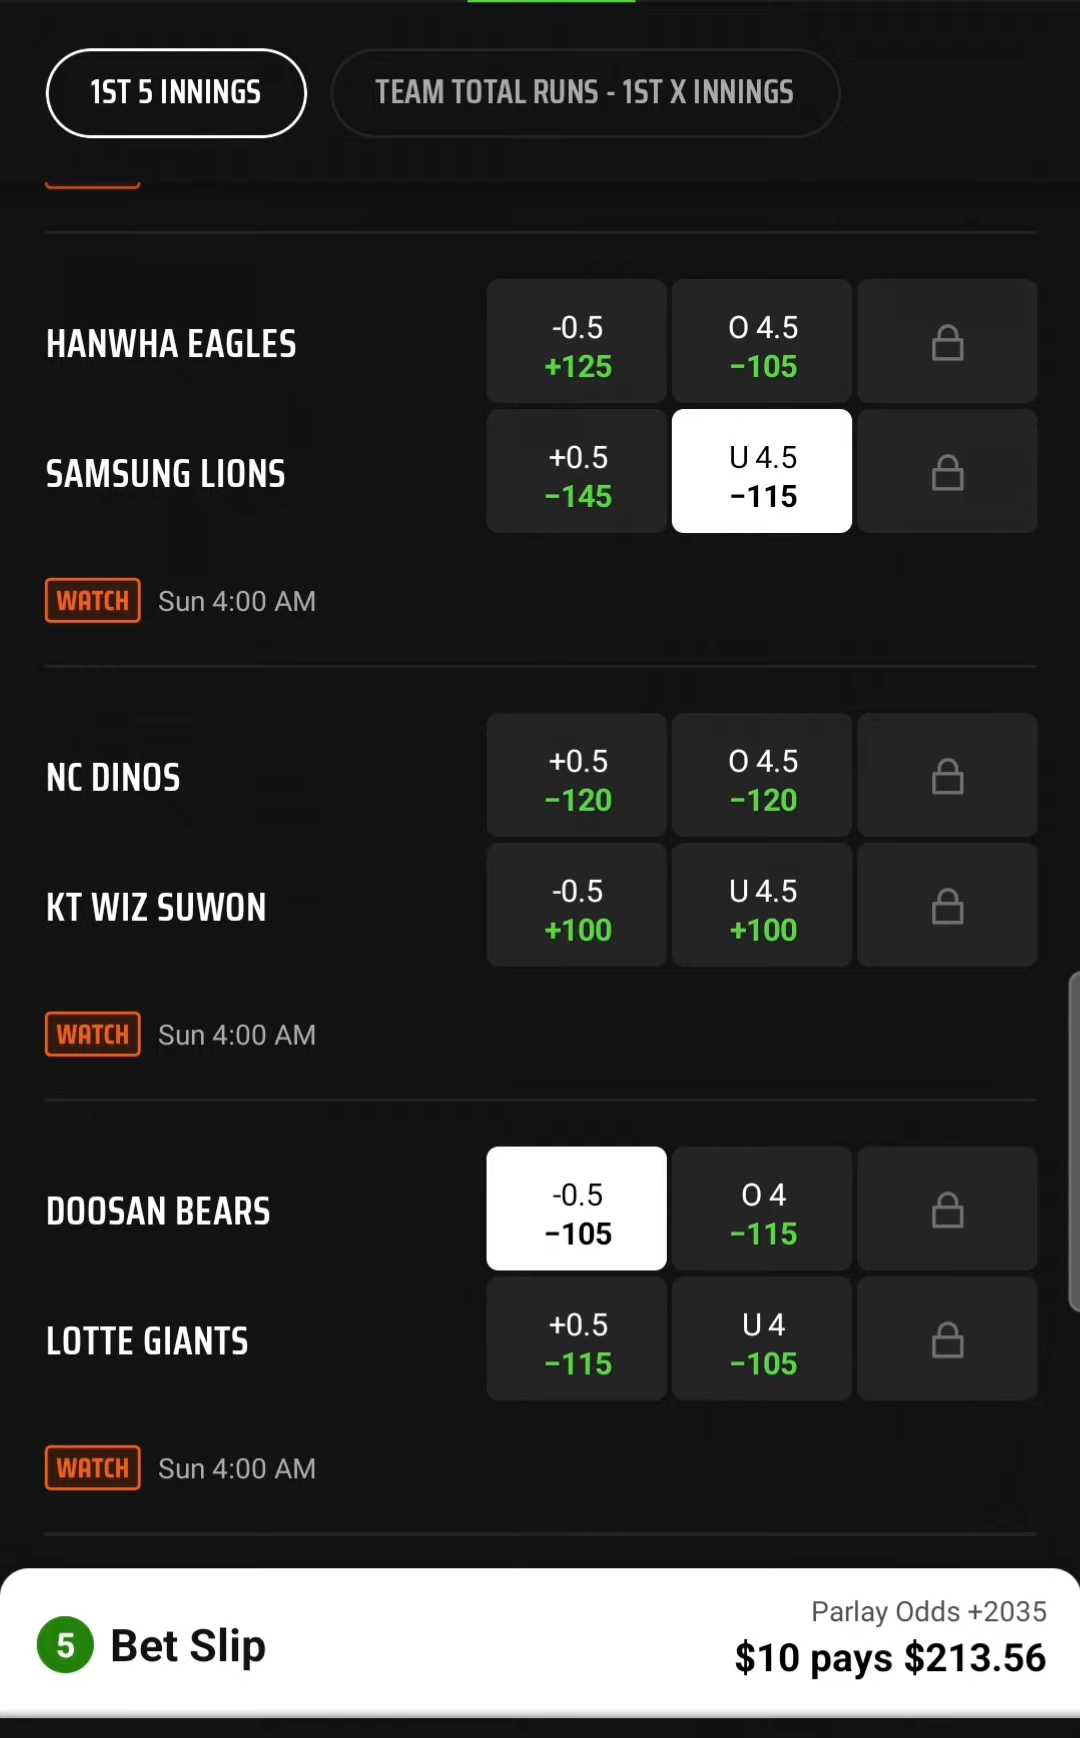 1ST 5 INNINGS
TEAM TOTAL RUNS - 1ST X INNINGS
HANWHA EAGLES
-0.5
+125
O 4.5
−105
SAMSUNG LIONS
+0.5
−145
U 4.5
−115
WATCH Sun 4:00 AM
NC DINOS
+0.5
−120
O 4.5
−120
KT WIZ SUWON
-0.5
+100
U 4.5
+100
WATCH Sun 4:00 AM
DOOSAN BEARS
-0.5
−105
O 4
−115
LOTTE GIANTS
+0.5
−115
U 4
−105
WATCH Sun 4:00 AM
5 Bet Slip
Parlay Odds +2035
$10 pays $213.56